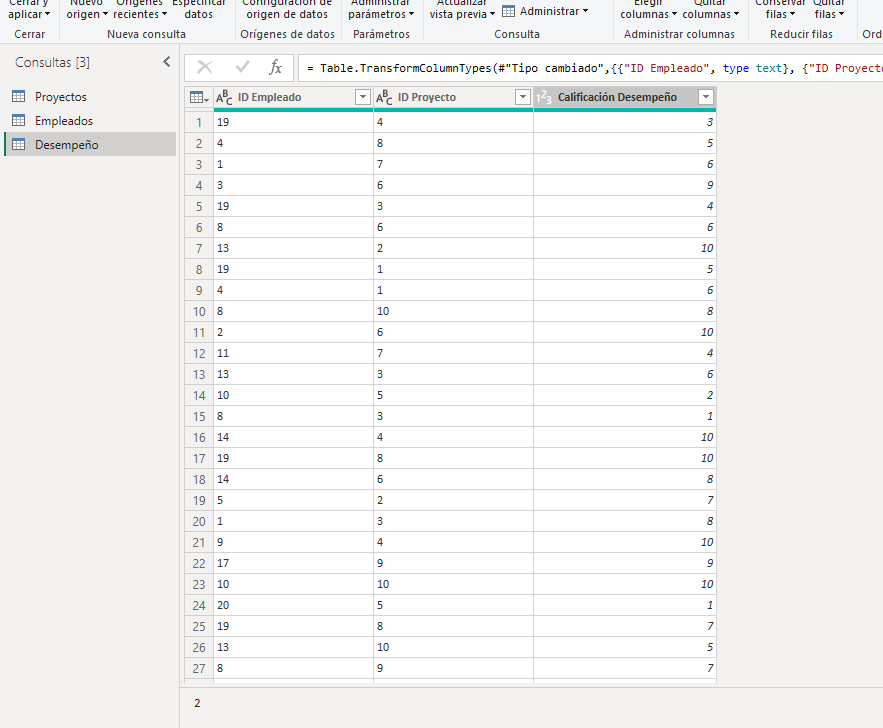 Cerrar y Nuevo Orígenes Especificar Configuración de Administrar Actualizar Elegir Quitar Conservar Quitar
aplicar origen recientes datos origen de datos parámetros vista previa Administrar columnas columnas filas filas
Cerrar Nueva consulta Orígenes de datos Parámetros Consulta Administrar columnas Reducir filas Ord
Consultas [3]
= Table.TransformColumnTypes(#"Tipo cambiado",{{"ID Empleado", type text}, {"ID Proyecto
Proyectos
Empleados
Desempeño
ABC ID Empleado ABC ID Proyecto 123 Calificación Desempeño
1 19 4 3
2 4 8 5
3 1 7 6
4 3 6 9
5 19 3 4
6 8 6 6
7 13 2 10
8 19 1 5
9 4 1 6
10 8 10 8
11 2 6 10
12 11 7 4
13 13 3 6
14 10 5 2
15 8 3 1
16 14 4 10
17 19 8 10
18 14 6 8
19 5 2 7
20 1 3 8
21 9 4 10
22 17 9 9
23 10 10 10
24 20 5 1
25 19 8 7
26 13 10 5
27 8 9 7
2